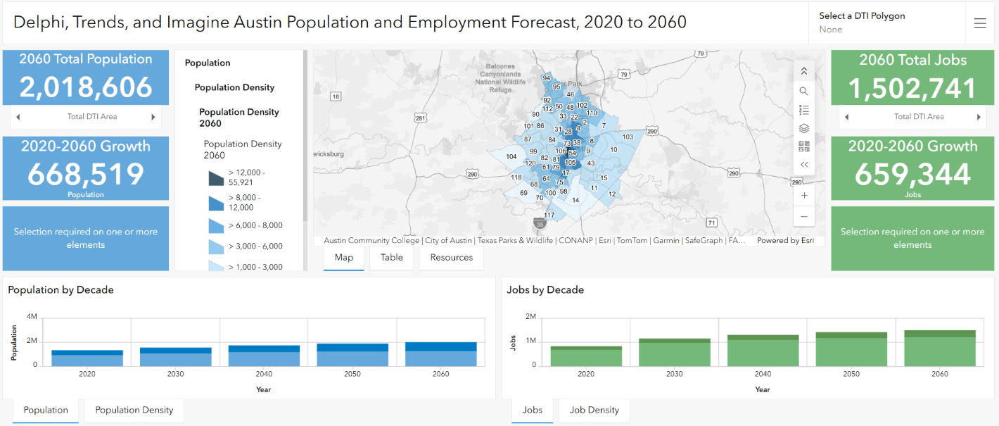 Delphi, Trends, and Imagine Austin Population and Employment Forecast, 2020 to 2060
Select a DTI Polygon
None
2060 Total Population
2,018,606
Total DTI Area
2020-2060 Growth
668,519
Population
Selection required on one or more
elements
Population
Population Density
Population Density
2060
Population Density
2060
> 12,000 -
55,921
> 8,000 -
12,000
> 6,000 - 8,000
> 3,000 - 6,000
> 1,000 - 3,000
Balcones
Canyonlands
National Wildlife
Refuge
79
79
16
281
290
290
290
290
71
35
ericksburg
94
95
46
92
112
50
48
102
90
33
22
110
2
101
86
31
28
4
7
87
84
73
38
8
103
99
106
54
9
10
104
82
81
120
61
79
105
43
17
118
64
75
15
68
11
69
70
100
98
12
14
117
Austin Community College | City of Austin | Texas Parks & Wildlife | CONANP | Esri | TomTom | Garmin | SafeGraph | FA...
Powered by Esri
Map
Table
Resources
2060 Total Jobs
1,502,741
Total DTI Area
2020-2060 Growth
659,344
Jobs
Selection required on one or more
elements
Population by Decade
4M
2M
0
Population
2020
2030
2040
2050
2060
Year
Population
Population Density
Jobs by Decade
2M
1M
0
Jobs
2020
2030
2040
2050
2060
Year
Jobs
Job Density